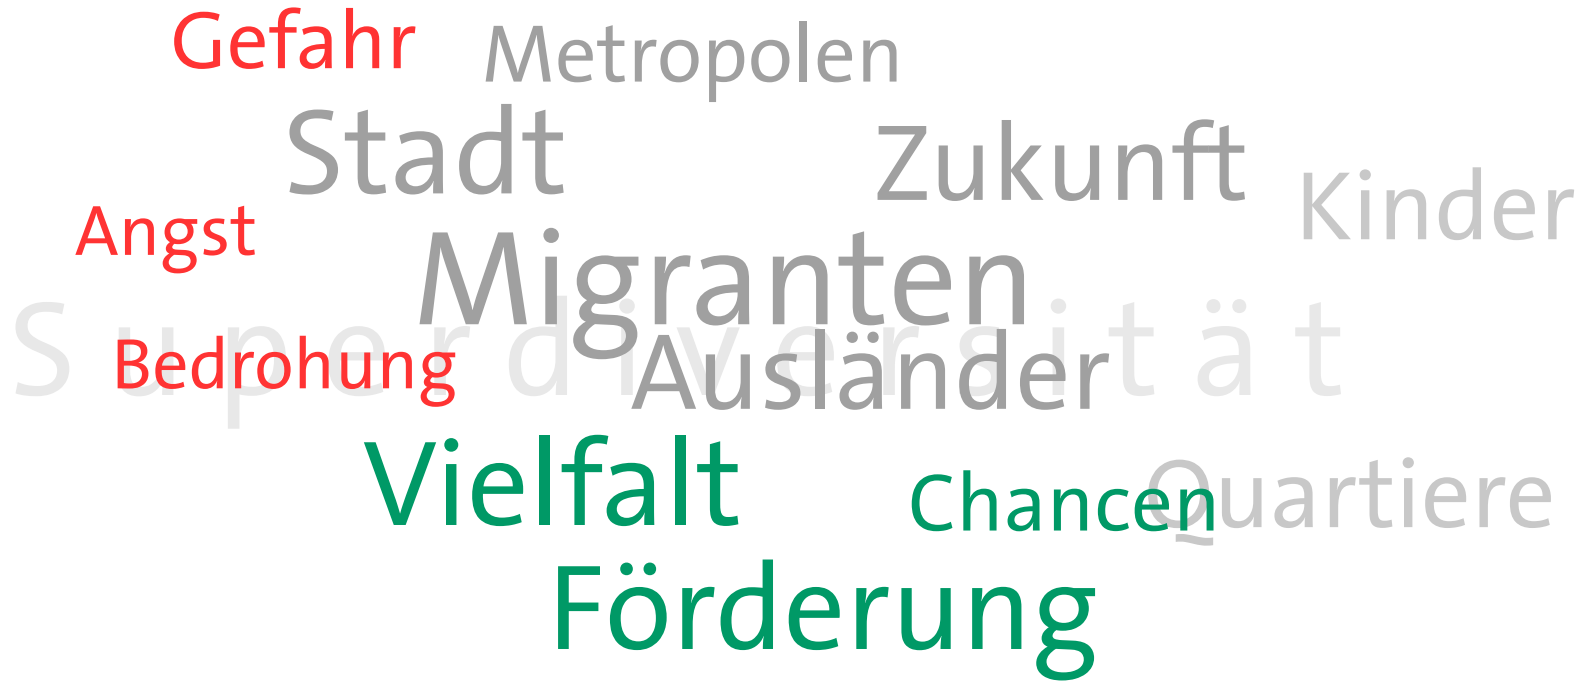 Gefahr
Metropolen
Stadt
Zukunft
Kinder
Angst
Migranten
Superdiversität
Bedrohung
Ausländer
Vielfalt
Chancen
Quartiere
Förderung